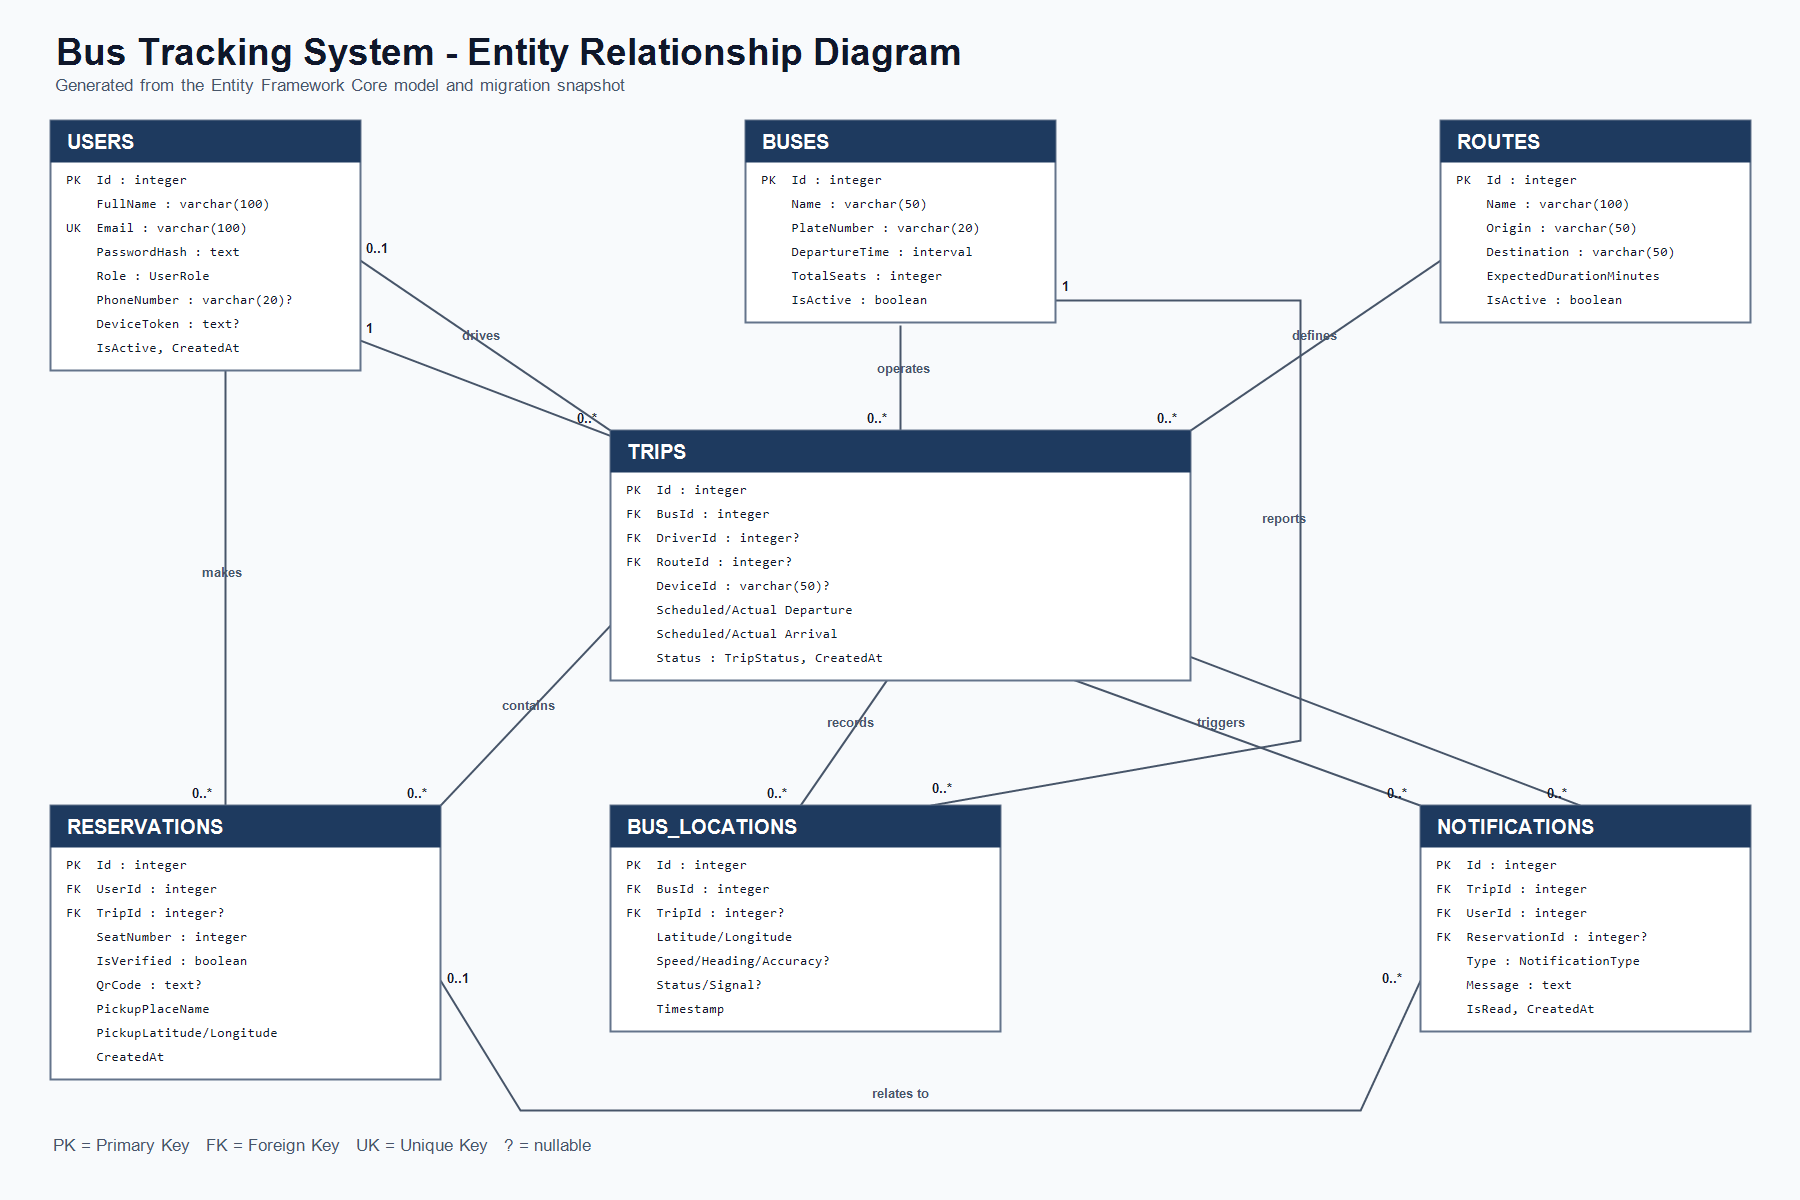 Bus Tracking System - Entity Relationship Diagram
Generated from the Entity Framework Core model and migration snapshot
USERS
PK Id : integer
FullName : varchar(100)
UK Email : varchar(100)
PasswordHash : text
Role : UserRole
PhoneNumber : varchar(20)?
DeviceToken : text?
IsActive, CreatedAt
BUSES
PK Id : integer
Name : varchar(50)
PlateNumber : varchar(20)
DepartureTime : interval
TotalSeats : integer
IsActive : boolean
ROUTES
PK Id : integer
Name : varchar(100)
Origin : varchar(50)
Destination : varchar(50)
ExpectedDurationMinutes
IsActive : boolean
0..1
1
1
drives
operates
defines
0..*
0..*
0..*
TRIPS
PK Id : integer
FK BusId : integer
FK DriverId : integer?
FK RouteId : integer?
DeviceId : varchar(50)?
Scheduled/Actual Departure
Scheduled/Actual Arrival
Status : TripStatus, CreatedAt
reports
makes
contains
records
triggers
0..*
0..*
0..*
0..*
0..*
0..*
RESERVATIONS
PK Id : integer
FK UserId : integer
FK TripId : integer?
SeatNumber : integer
IsVerified : boolean
QrCode : text?
PickupPlaceName
PickupLatitude/Longitude
CreatedAt
BUS_LOCATIONS
PK Id : integer
FK BusId : integer
FK TripId : integer?
Latitude/Longitude
Speed/Heading/Accuracy?
Status/Signal?
Timestamp
NOTIFICATIONS
PK Id : integer
FK TripId : integer
FK UserId : integer
FK ReservationId : integer?
Type : NotificationType
Message : text
IsRead, CreatedAt
0..1
0..*
relates to
PK = Primary Key FK = Foreign Key UK = Unique Key ? = nullable